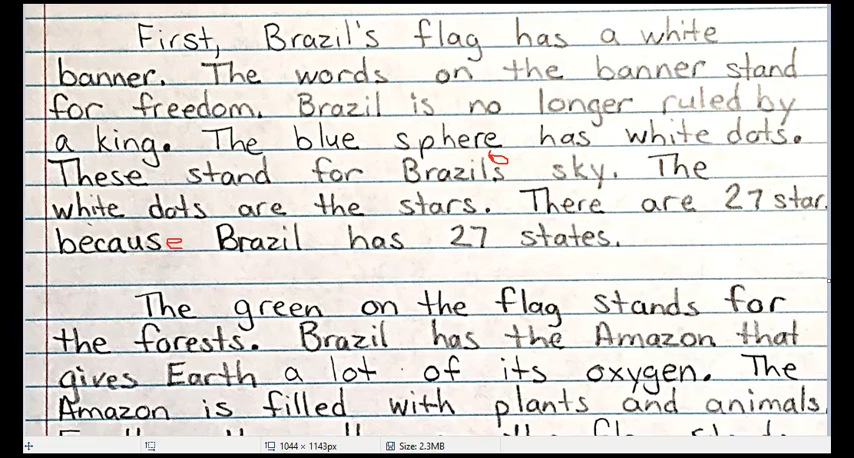 First, Brazil's flag has a white
banner. The words on the banner stand
for freedom. Brazil is no longer ruled by
a king. The blue sphere has white dots.
These stand for Brazils sky. The
white dots are the stars. There are 27 star
because Brazil has 27 states.
The green on the flag stands for
the forests. Brazil has the Amazon that
gives Earth a lot of its oxygen. The
Amazon is filled with plants and animals.
1044 × 1143px Size: 2.3MB